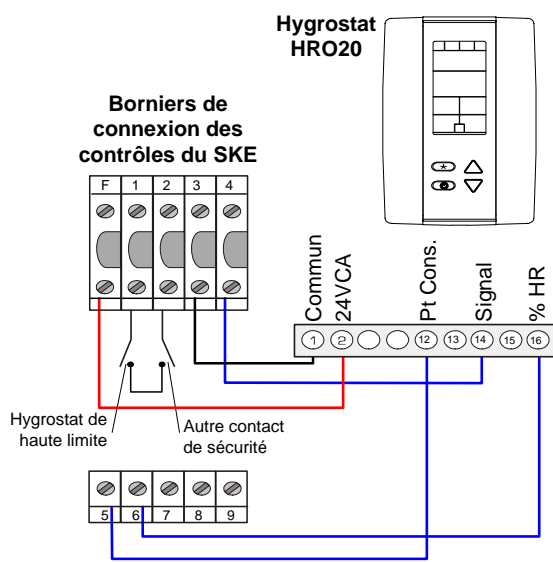 Hygrostat
HRO20
Borniers de
connexion des
contrôles du SKE
F 1 2 3 4
Commun
24VCA
Pt Cons.
Signal
% HR
1 2 12 13 14 15 16
Hygrostat de
haute limite
Autre contact
de sécurité
5 6 7 8 9